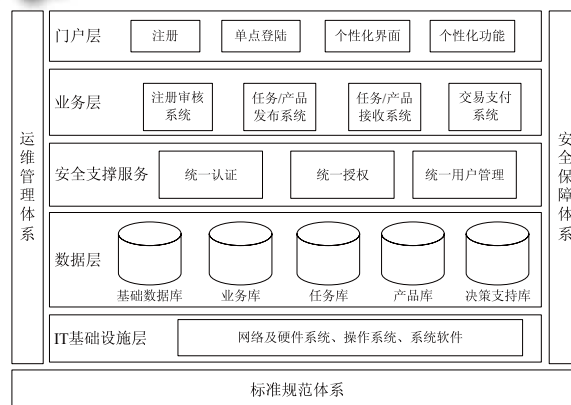 门户层
注册
单点登陆
个性化界面
个性化功能
业务层
注册审核
系统
任务/产品
发布系统
任务/产品
接收系统
交易支付
系统
运维管理体系
安全保障体系
安全支撑服务
统一认证
统一授权
统一用户管理
数据层
基础数据库
业务库
任务库
产品库
决策支持库
IT基础设施层
网络及硬件系统、操作系统、系统软件
标准规范体系